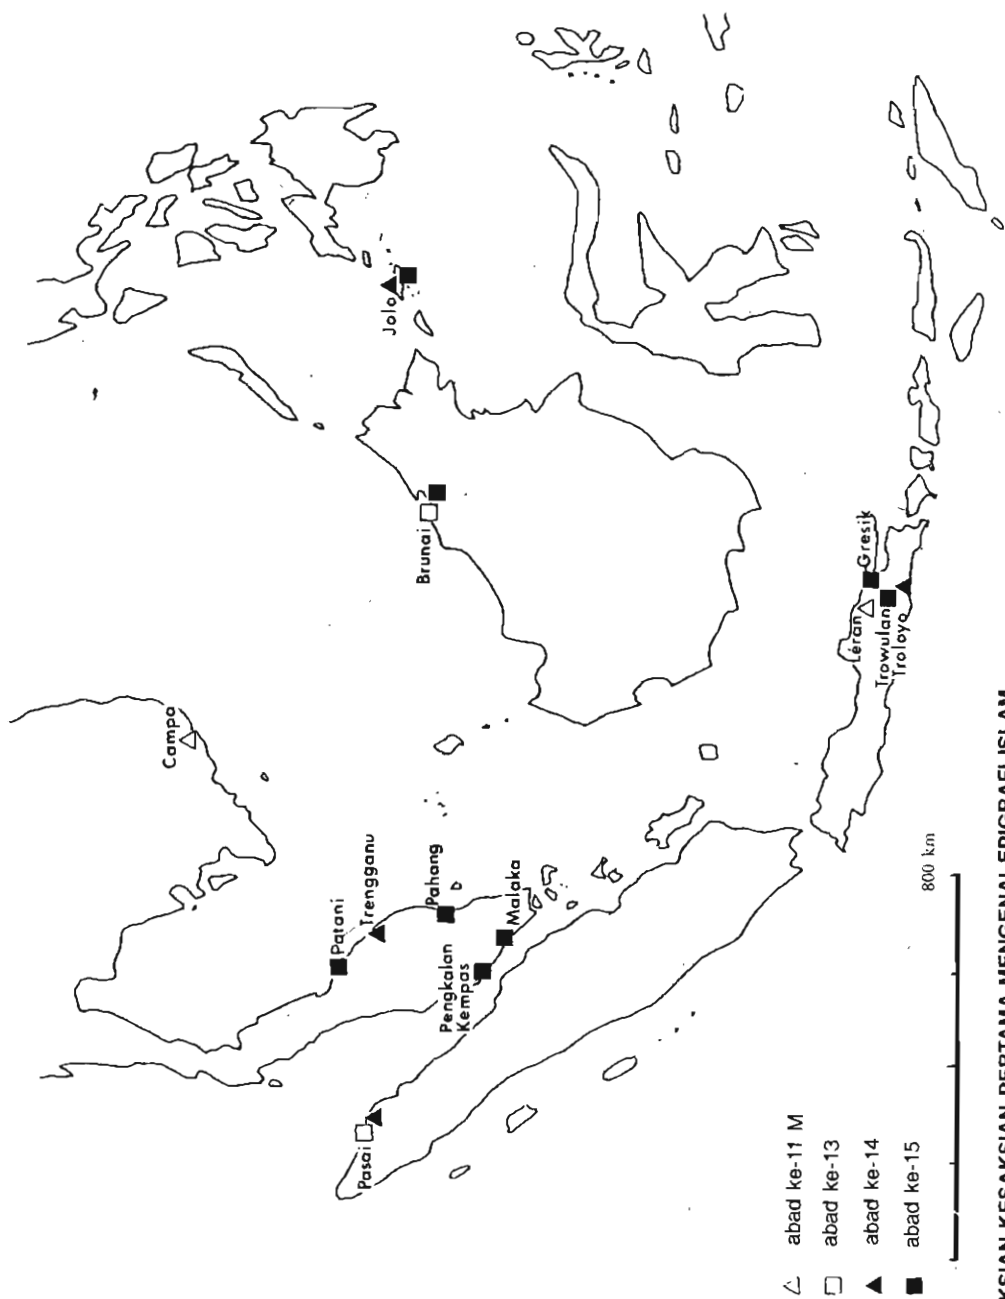 Campa
Patani
Pasai
Trengganu
Jolo
Brunai
Pahang
Pengkalan
Kempas
Malaka
abad ke-11 M
abad ke-13
abad ke-14
abad ke-15
Léran
Gresik
Trowulan
Troloyo
800 km
KSIAN KESAKSIAN PERTAMA MENGENAI EPIGRAFI ISLAM